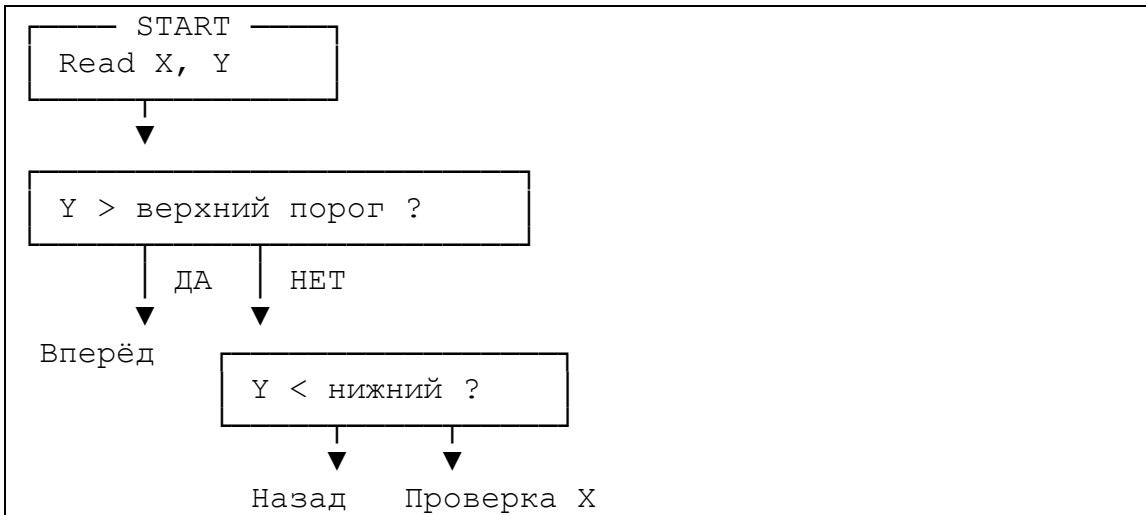 START
Read X, Y
Y > верхний порог ?
ДА НЕТ
Вперёд
Y < нижний ?
Назад Проверка X